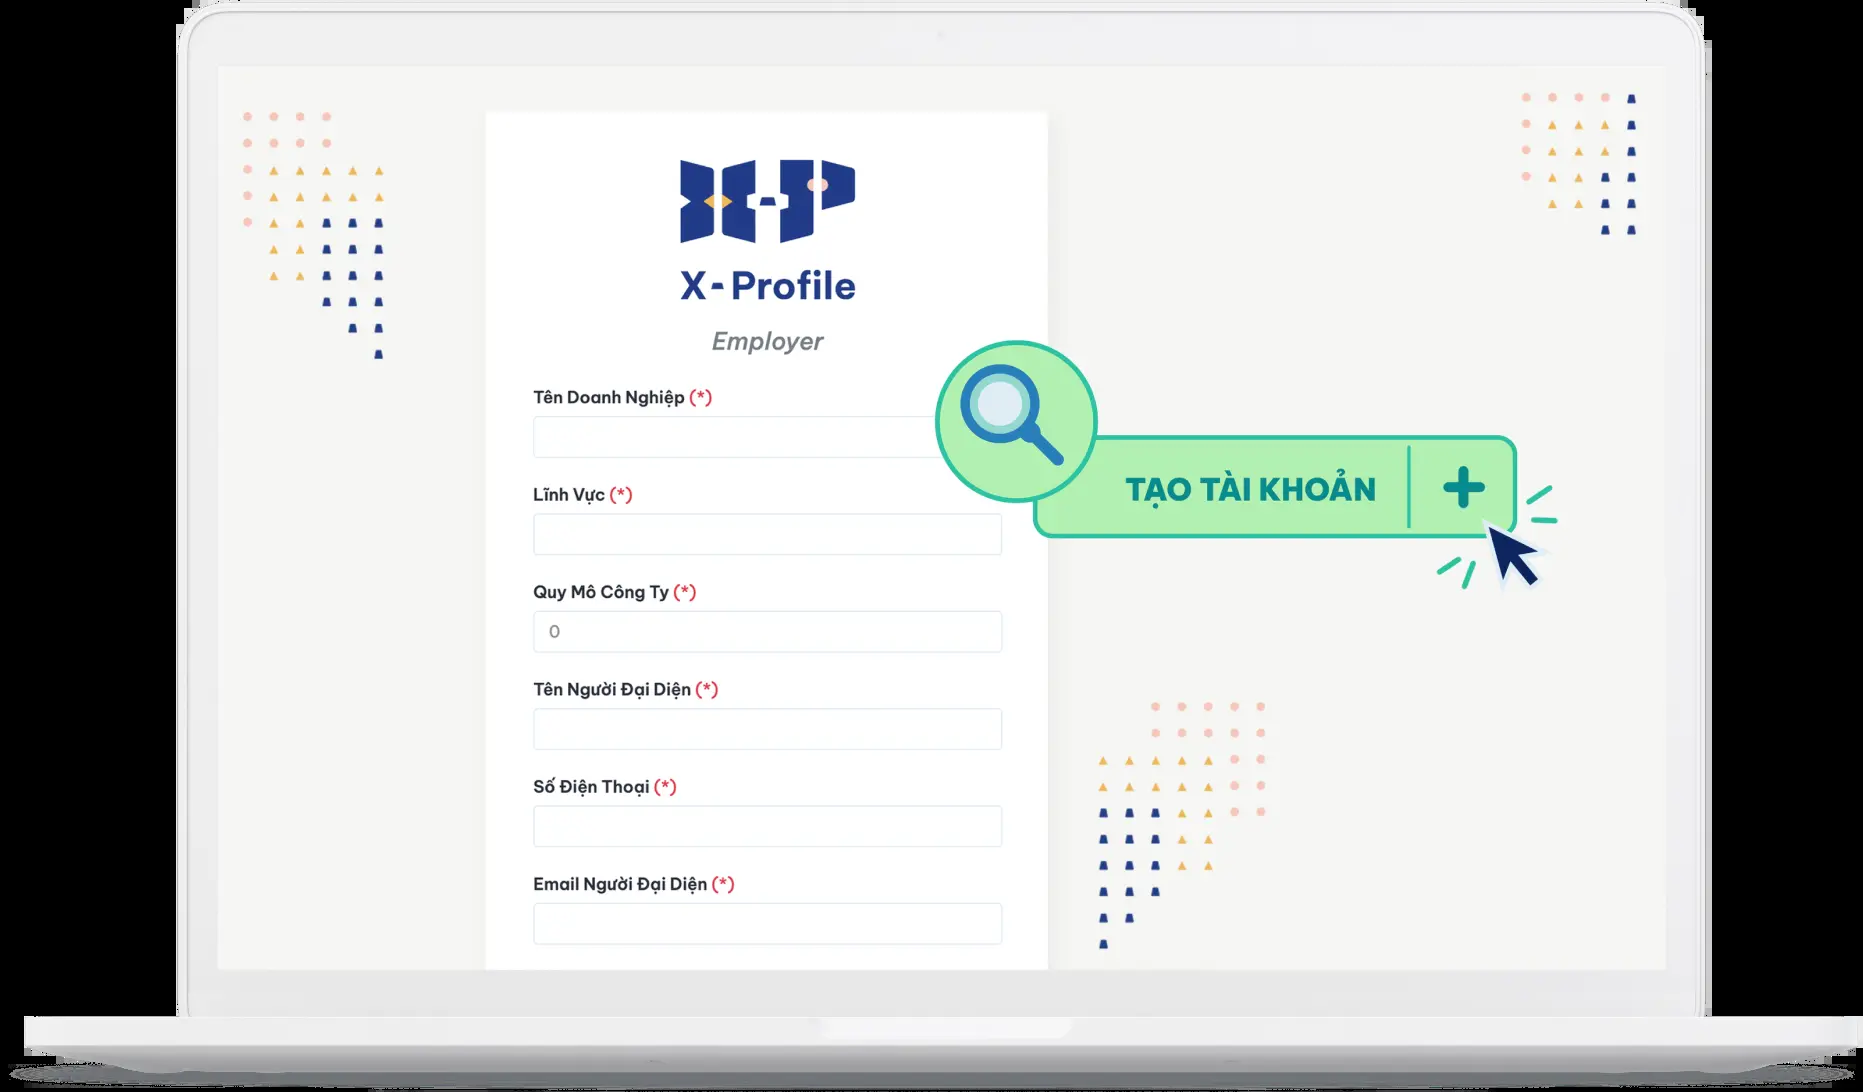 X-P
X-Profile
Employer
Tên Doanh Nghiệp (*)
Lĩnh Vực (*)
Quy Mô Công Ty (*)
0
Tên Người Đại Diện (*)
Số Điện Thoại (*)
Email Người Đại Diện (*)
TẠO TÀI KHOẢN